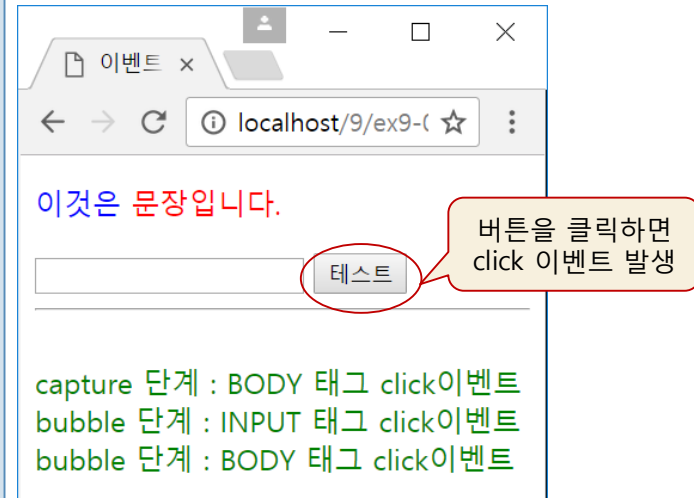 이벤트
localhost/9/ex9-(
이것은 문장입니다.
버튼을 클릭하면
click 이벤트 발생
테스트
capture 단계 : BODY 태그 click이벤트
bubble 단계 : INPUT 태그 click이벤트
bubble 단계 : BODY 태그 click이벤트